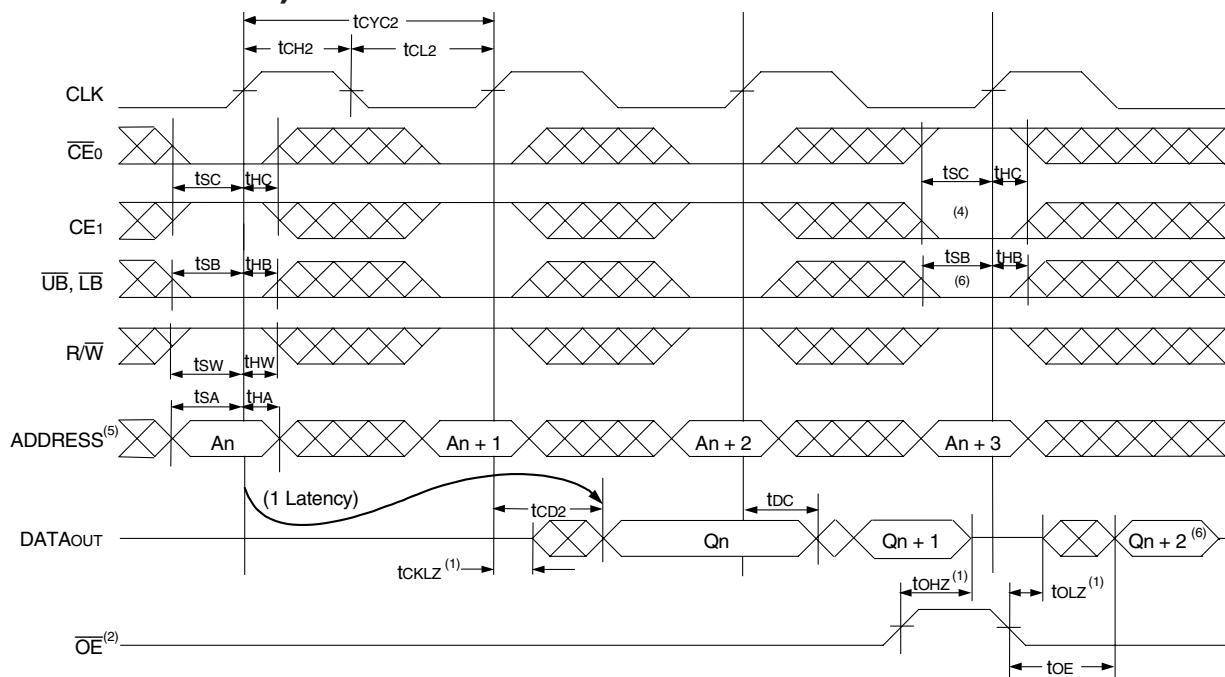 tCYC2
tCH2 tCL2
CLK
CE0
tSC tHC tSC tHC
CE1 (4)
tSB tHB tSB tHB
UB, LB (6)
R/W
tSW tHW
tSA tHA
ADDRESS(5) An An + 1 An + 2 An + 3
(1 Latency) tCD2 tDC
DATAOUT Qn Qn + 1 Qn + 2 (6)
tCKLZ (1) tOHZ (1) tOLZ (1)
OE (2)
tOE